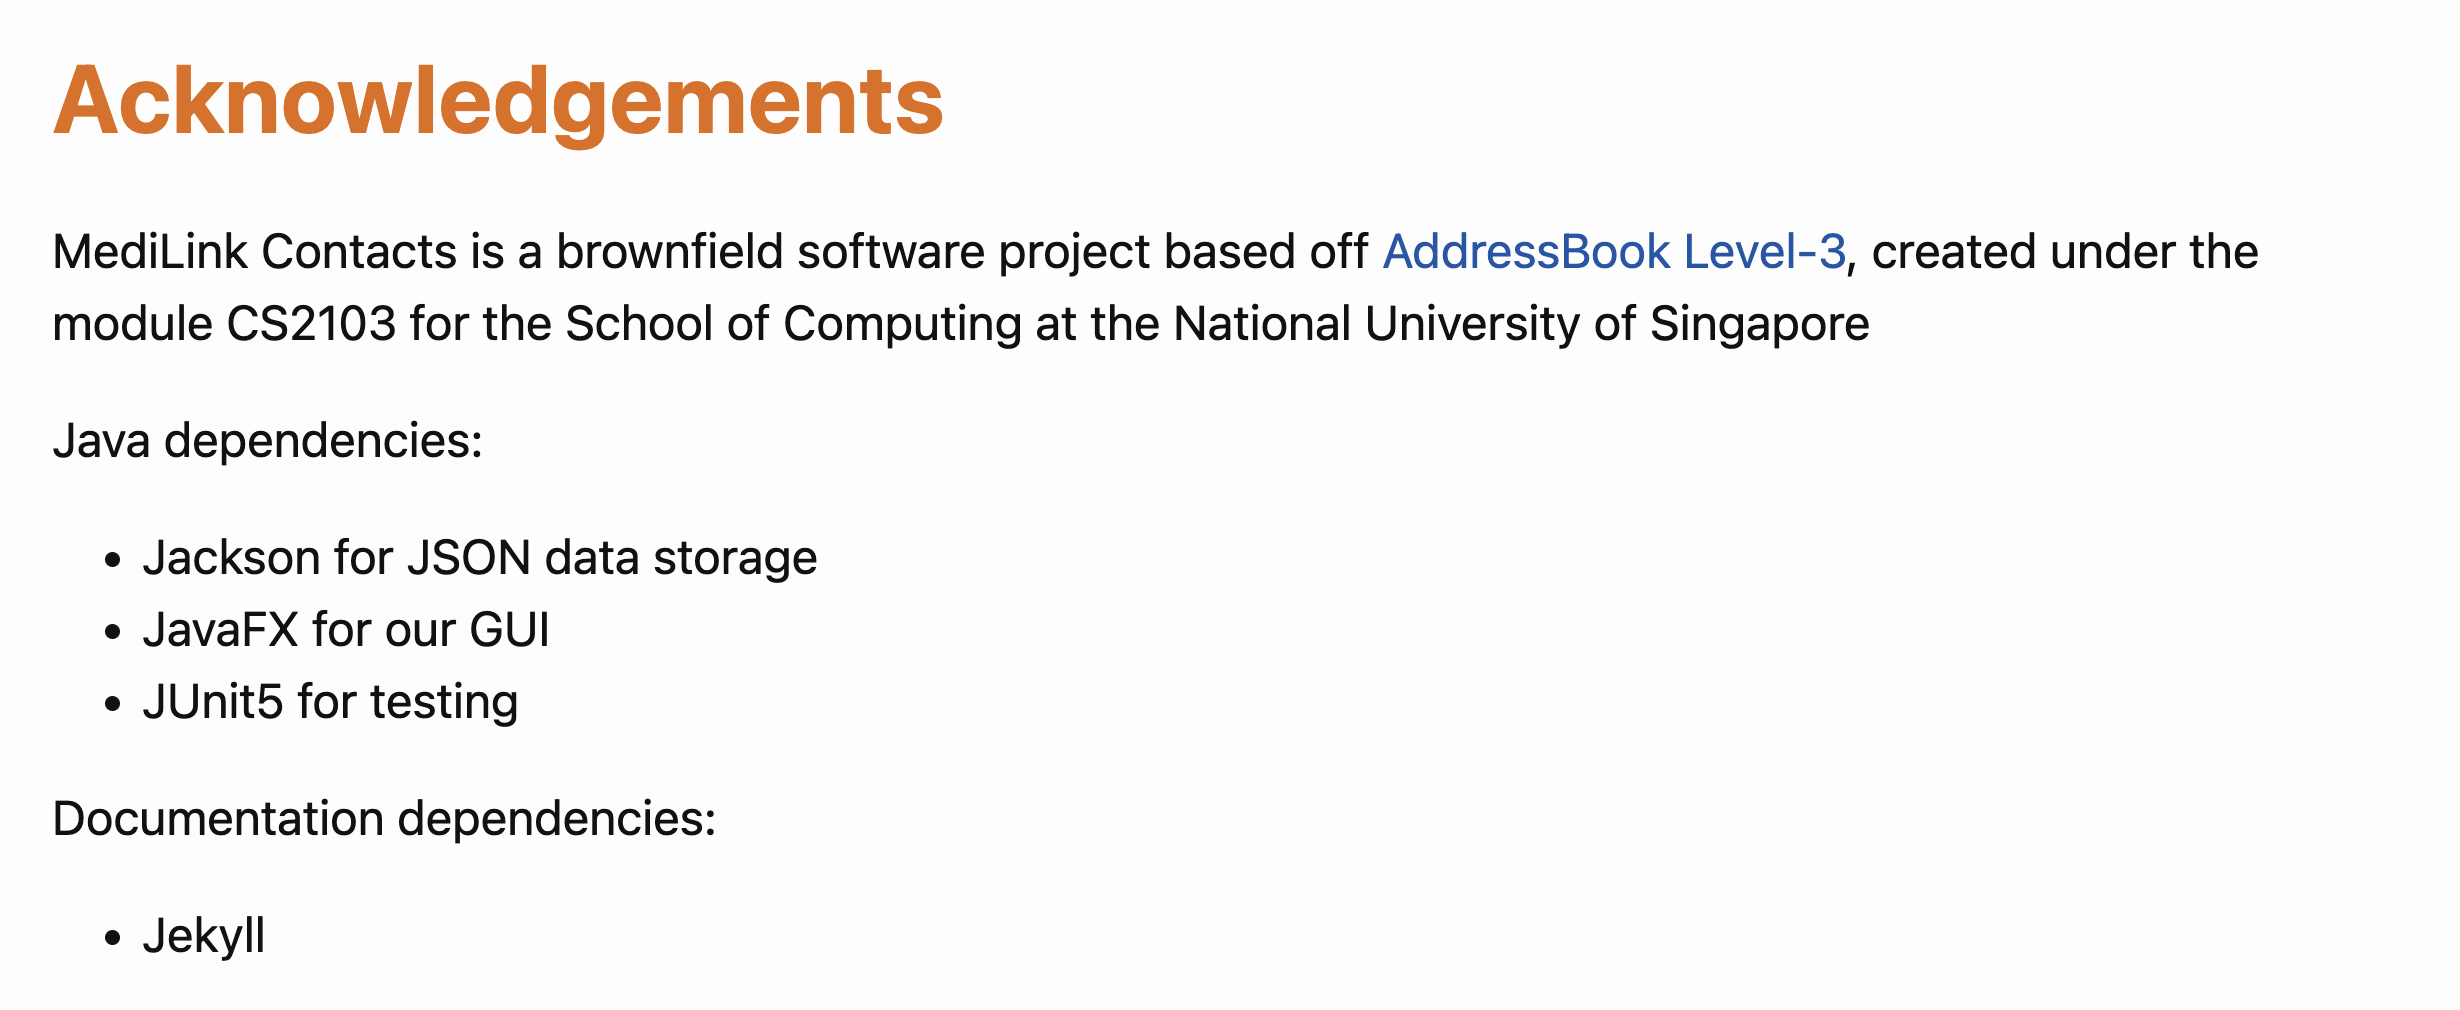 Acknowledgements
MediLink Contacts is a brownfield software project based off AddressBook Level-3, created under the
module CS2103 for the School of Computing at the National University of Singapore
Java dependencies:
• Jackson for JSON data storage
• JavaFX for our GUI
• JUnit5 for testing
Documentation dependencies:
• Jekyll